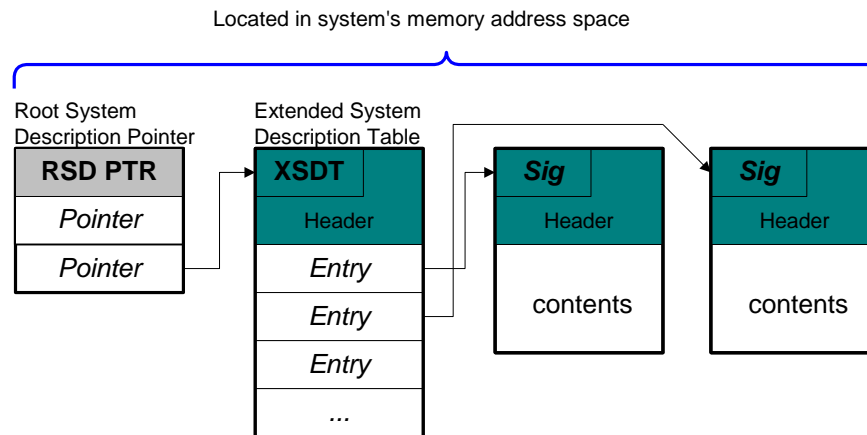 Located in system's memory address space
Root System
Description Pointer
RSD PTR
Pointer
Pointer
Extended System
Description Table
XSDT
Header
Entry
Entry
Entry
...
Sig
Header
contents
Sig
Header
contents